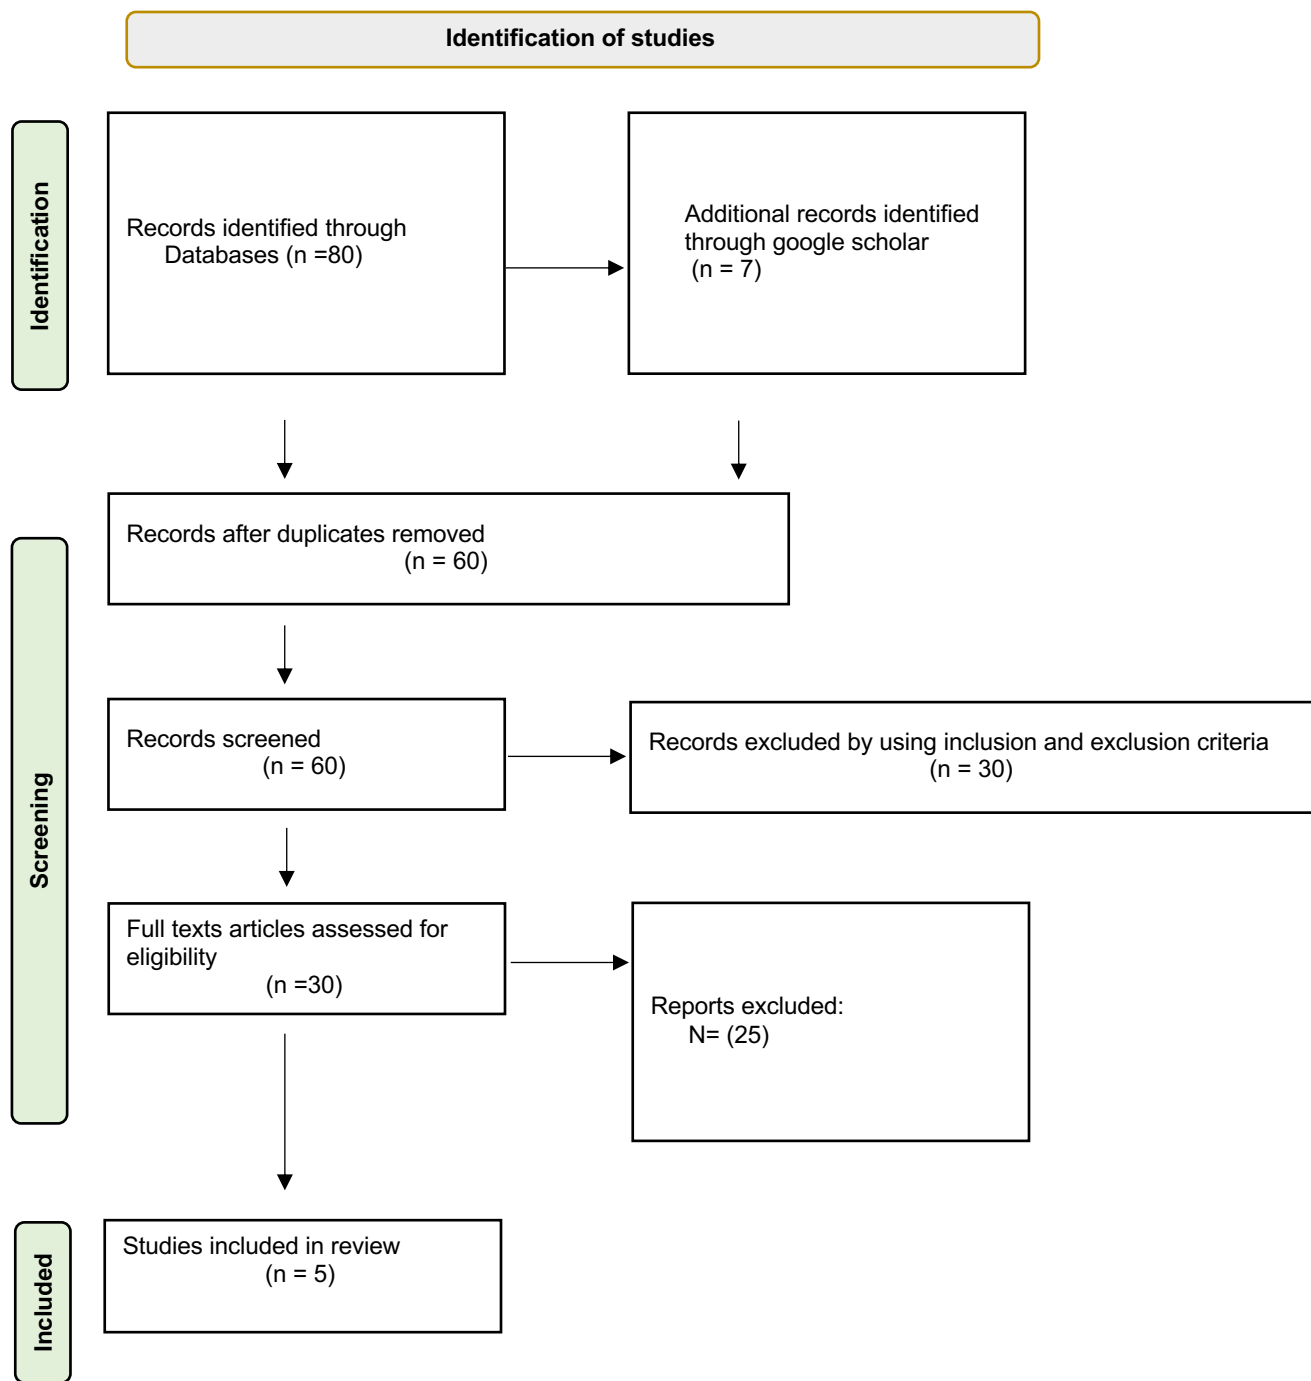 Identification of studies
Identification
Records identified through
Databases (n =80)
Additional records identified
through google scholar
(n = 7)
Screening
Records after duplicates removed
(n = 60)
Records screened
(n = 60)
Records excluded by using inclusion and exclusion criteria
(n = 30)
Full texts articles assessed for
eligibility
(n =30)
Reports excluded:
N= (25)
Included
Studies included in review
(n = 5)